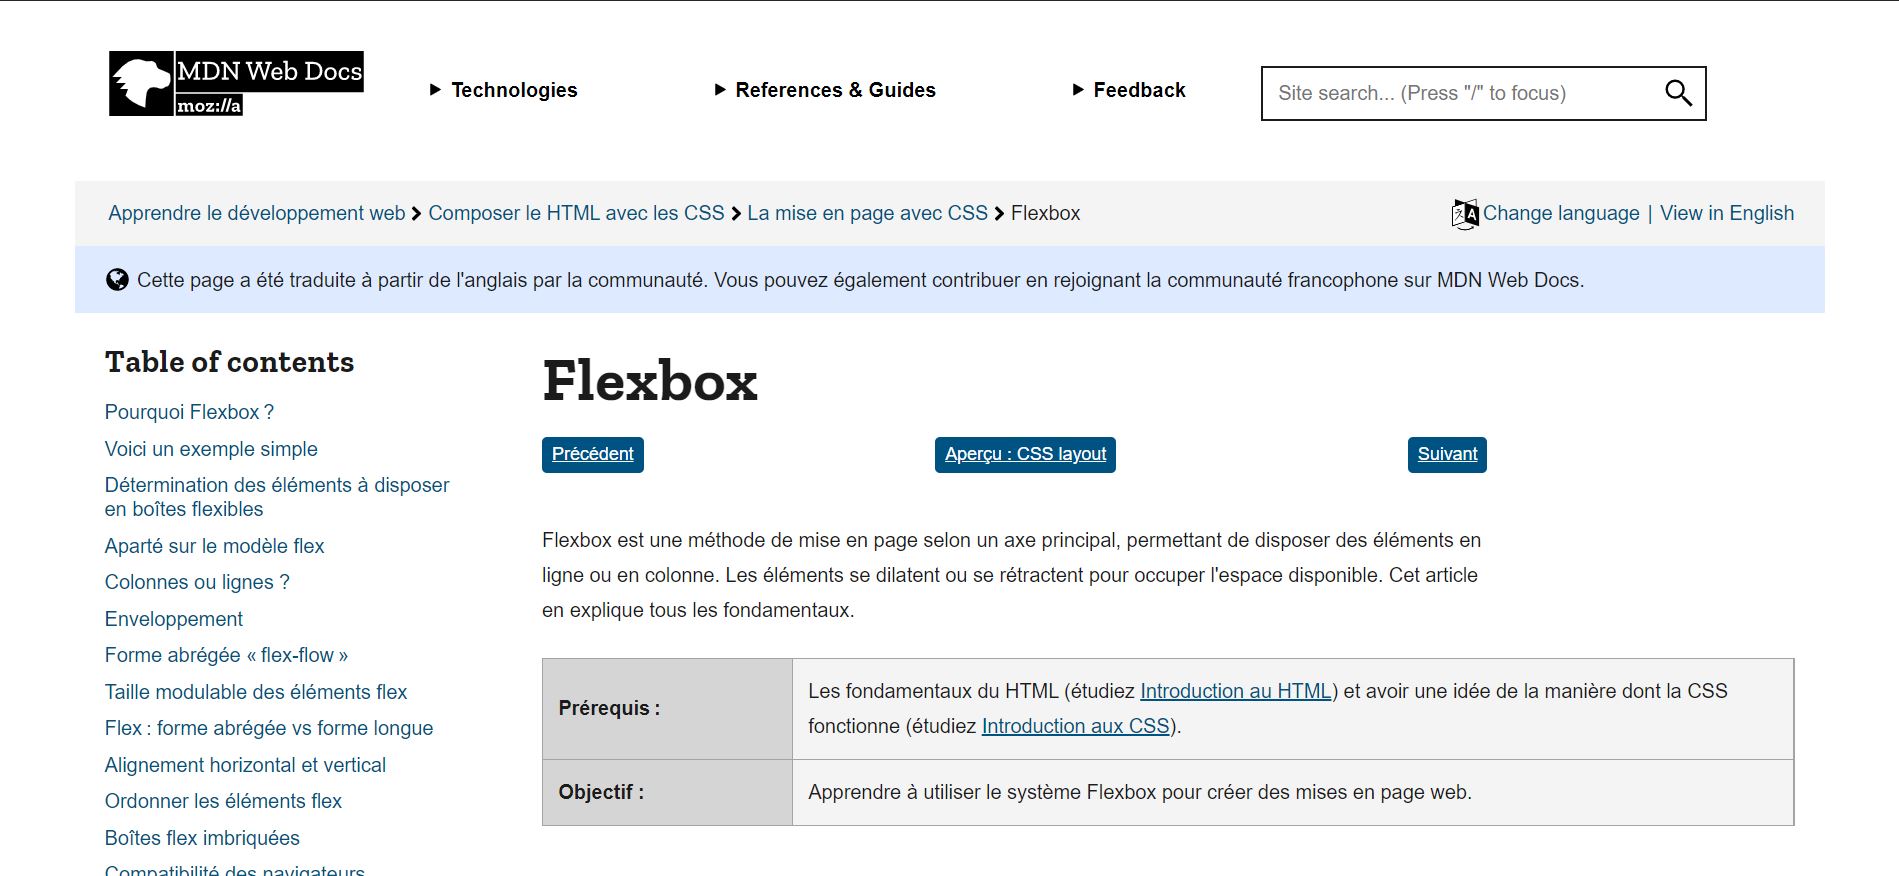 MDN Web Docs
moz://a
Technologies
References & Guides
Feedback
Site search... (Press "/" to focus)
Apprendre le développement web
Composer le HTML avec les CSS
La mise en page avec CSS
Flexbox
Change language | View in English
Cette page a été traduite à partir de l'anglais par la communauté. Vous pouvez également contribuer en rejoignant la communauté francophone sur MDN Web Docs.
Table of contents
Pourquoi Flexbox ?
Voici un exemple simple
Détermination des éléments à disposer
en boîtes flexibles
Aparté sur le modèle flex
Colonnes ou lignes ?
Enveloppement
Forme abrégée « flex-flow »
Taille modulable des éléments flex
Flex : forme abrégée vs forme longue
Alignement horizontal et vertical
Ordonner les éléments flex
Boîtes flex imbriquées
Compatibilité des navigateurs
Flexbox
Précédent
Aperçu : CSS layout
Suivant
Flexbox est une méthode de mise en page selon un axe principal, permettant de disposer des éléments en
ligne ou en colonne. Les éléments se dilatent ou se rétractent pour occuper l'espace disponible. Cet article
en explique tous les fondamentaux.
Prérequis :
Les fondamentaux du HTML (étudiez Introduction au HTML) et avoir une idée de la manière dont la CSS
fonctionne (étudiez Introduction aux CSS).
Objectif :
Apprendre à utiliser le système Flexbox pour créer des mises en page web.